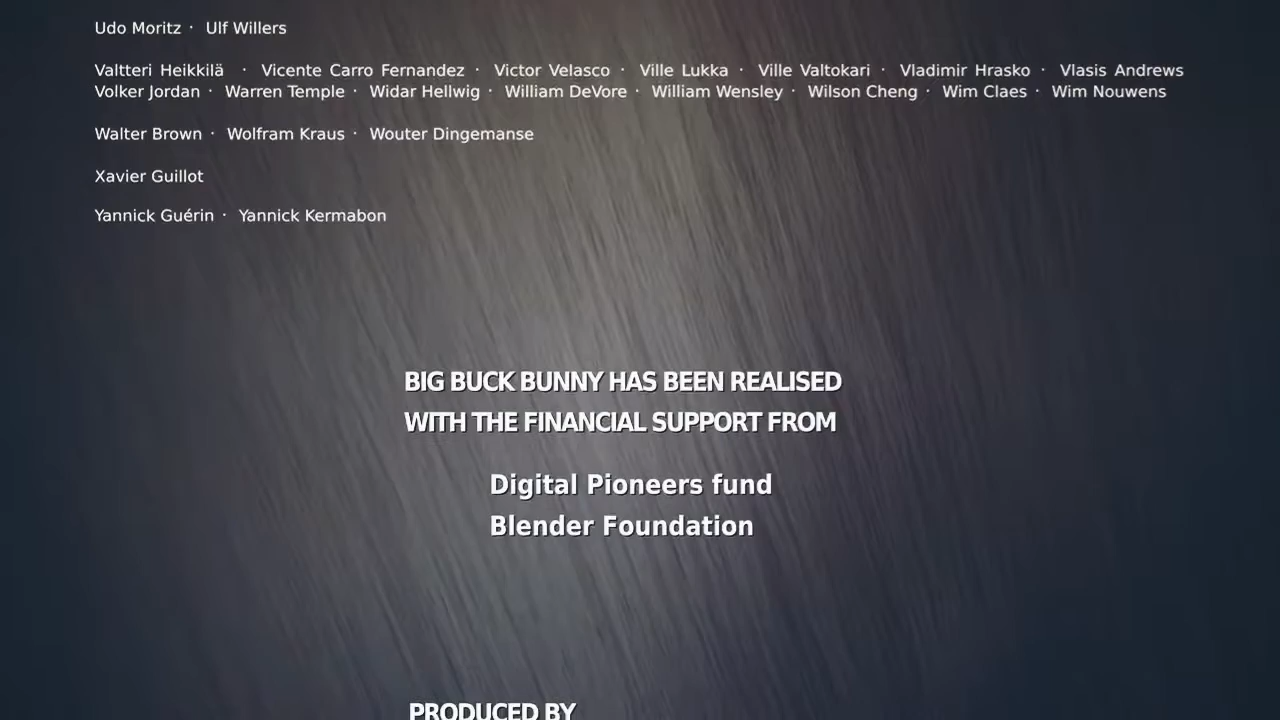 Udo Moritz · Ulf Willers
Valtteri Heikkilä · Vicente Carro Fernandez · Victor Velasco · Ville Lukka · Ville Valtokari · Vladimir Hrasko · Vlasis Andrews
Volker Jordan · Warren Temple · Widar Hellwig · William DeVore · William Wensley · Wilson Cheng · Wim Claes · Wim Nouwens
Walter Brown · Wolfram Kraus · Wouter Dingemanse
Xavier Guillot
Yannick Guérin · Yannick Kermabon
BIG BUCK BUNNY HAS BEEN REALISED
WITH THE FINANCIAL SUPPORT FROM
Digital Pioneers fund
Blender Foundation
PRODUCED BY